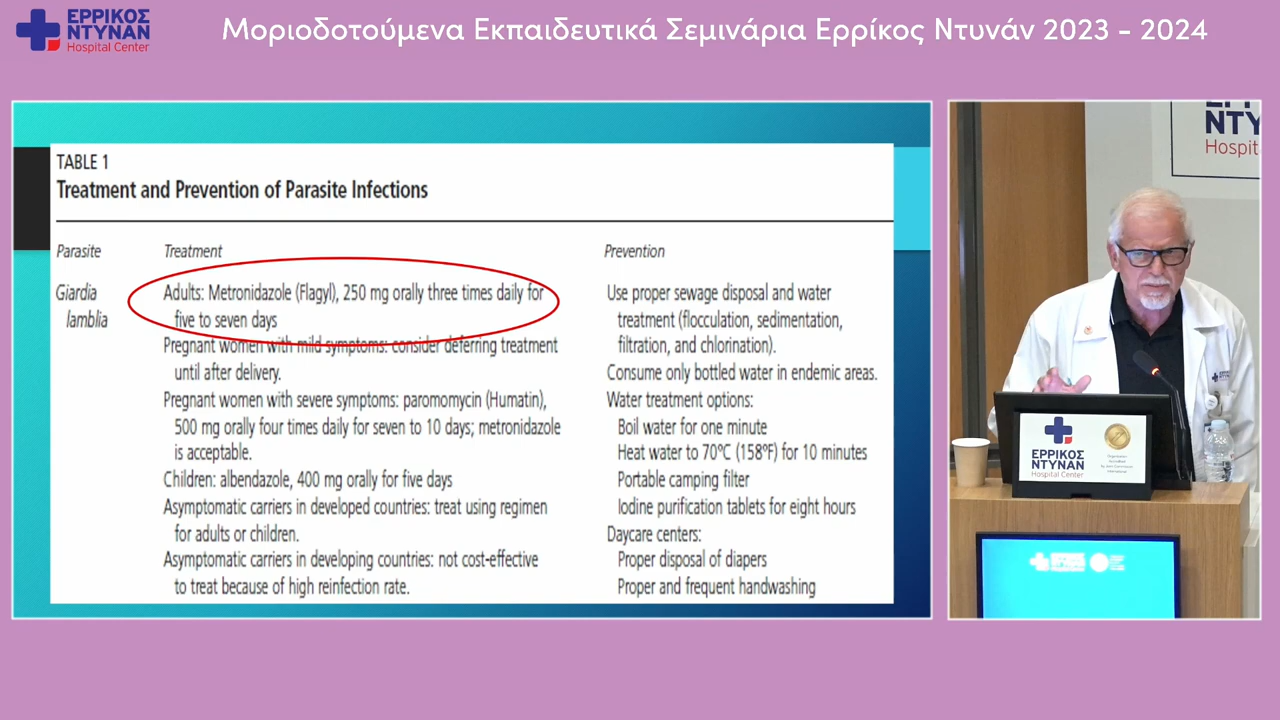 ΕΡΡΙΚΟΣ
ΝΤΥΝΑΝ
Hospital Center
Μοριοδοτούμενα Εκπαιδευτικά Σεμινάρια Ερρίκος Ντυνάν 2023 - 2024
TABLE 1
Treatment and Prevention of Parasite Infections
Parasite Treatment Prevention
Giardia
lamblia
Adults: Metronidazole (Flagyl), 250 mg orally three times daily for
five to seven days
Pregnant women with mild symptoms: consider deferring treatment
until after delivery.
Pregnant women with severe symptoms: paromomycin (Humatin),
500 mg orally four times daily for seven to 10 days; metronidazole
is acceptable.
Children: albendazole, 400 mg orally for five days
Asymptomatic carriers in developed countries: treat using regimen
for adults or children.
Asymptomatic carriers in developing countries: not cost-effective
to treat because of high reinfection rate.
Use proper sewage disposal and water
treatment (flocculation, sedimentation,
filtration, and chlorination).
Consume only bottled water in endemic areas.
Water treatment options:
Boil water for one minute
Heat water to 70ºC (158ºF) for 10 minutes
Portable camping filter
Iodine purification tablets for eight hours
Daycare centers:
Proper disposal of diapers
Proper and frequent handwashing
ΝΤΥ
Hospit
ΕΡΡΙΚΟΣ
ΝΤΥΝΑΝ
Hospital Center